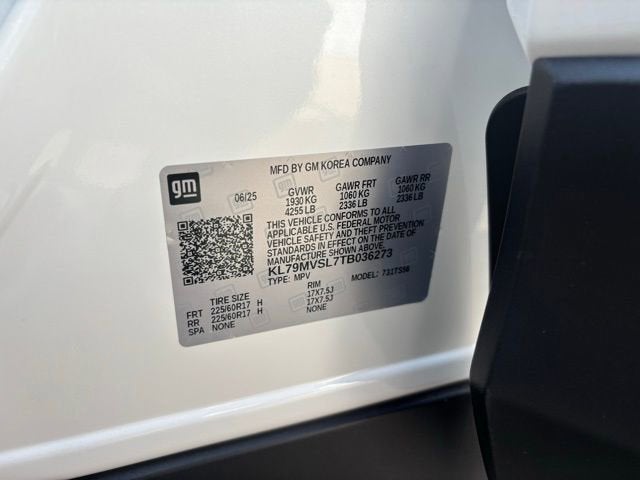 MFD BY GM KOREA COMPANY
gm
06/25 GVWR GAWR FRT GAWR RR
1930 KG 1060 KG 1060 KG
4255 LB 2336 LB 2336 LB
THIS VEHICLE CONFORMS TO ALL
APPLICABLE U.S. FEDERAL MOTOR
VEHICLE SAFETY AND THEFT PREVENTION
STANDARDS IN EFFECT ON THE DATE OF
MANUFACTURE SHOWN ABOVE.
KL79MVSL7TB036273
TYPE: MPV MODEL: 731TS56
TIRE SIZE RIM
FRT 225/60R17 H 17X7.5J
RR 225/60R17 H 17X7.5J
SPA NONE NONE